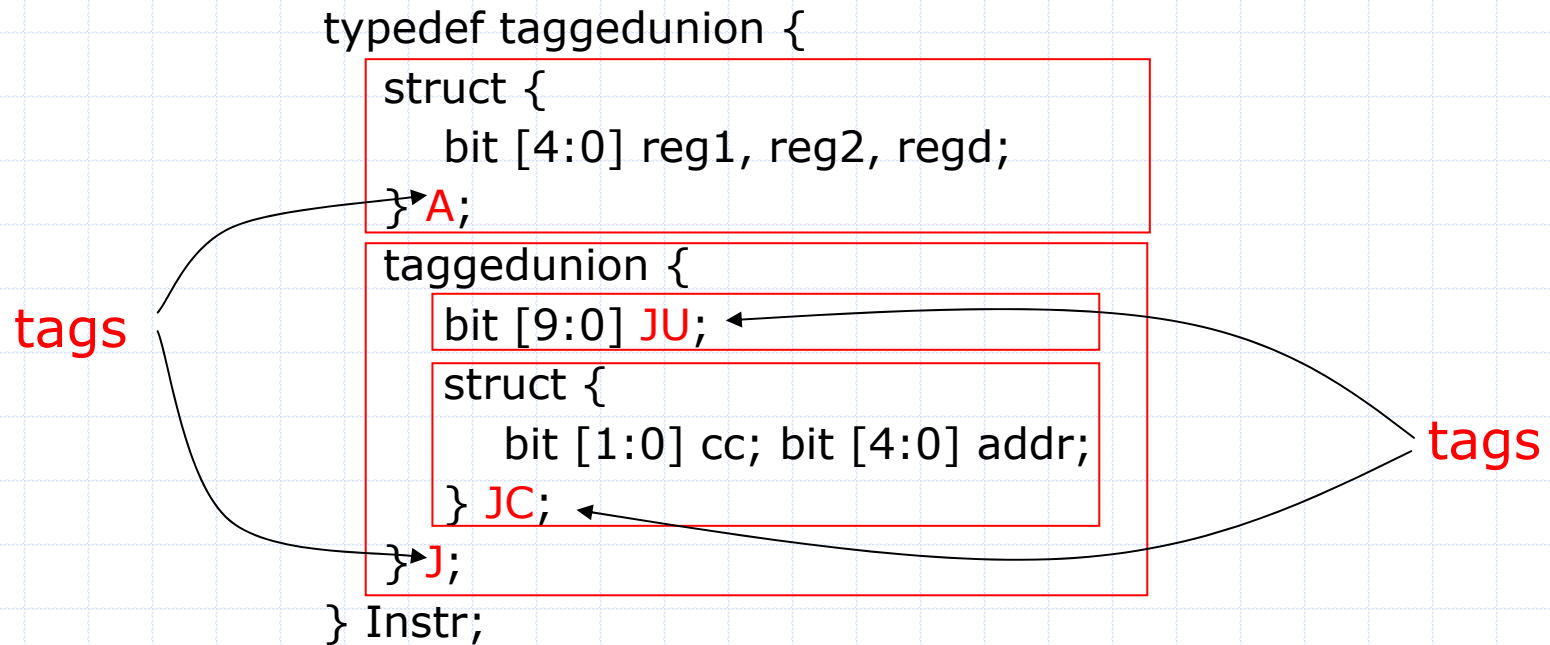 typedef taggedunion {
struct {
bit [4:0] reg1, reg2, regd;
} A;
taggedunion {
tags
bit [9:0] JU;
struct {
bit [1:0] cc; bit [4:0] addr;
tags
} JC;
} J;
} Instr;